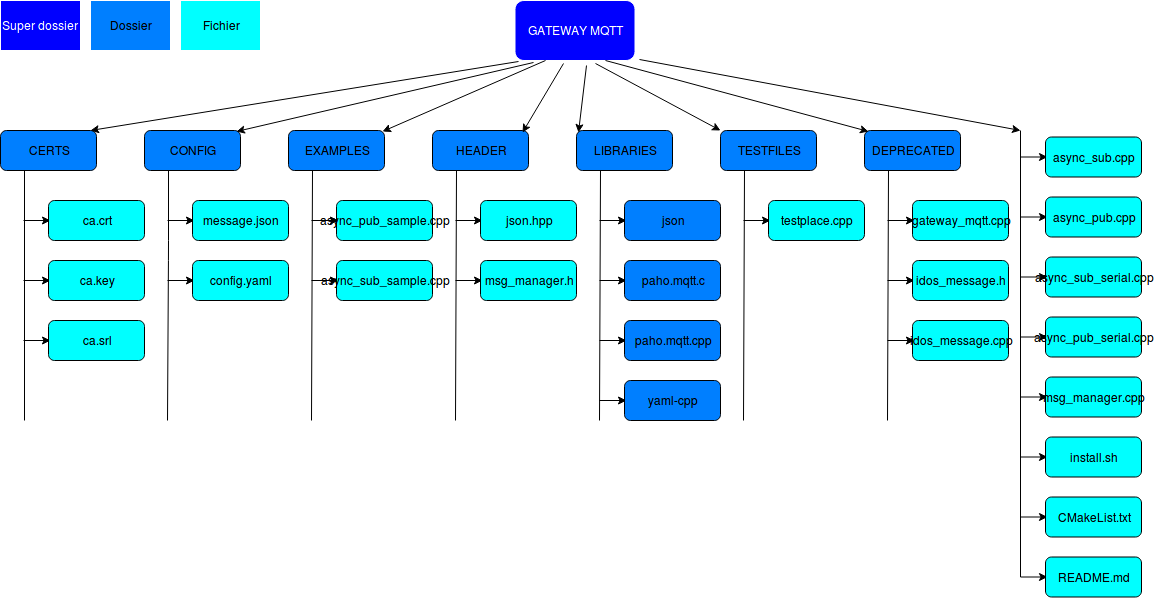 Super dossier
Dossier
Fichier
GATEWAY MQTT
CERTS
CONFIG
EXAMPLES
HEADER
LIBRARIES
TESTFILES
DEPRECATED
ca.crt
ca.key
ca.srl
message.json
config.yaml
async_pub_sample.cpp
async_sub_sample.cpp
json.hpp
msg_manager.h
json
paho.mqtt.c
paho.mqtt.cpp
yaml-cpp
testplace.cpp
gateway_mqtt.cpp
idos_message.h
idos_message.cpp
async_sub.cpp
async_pub.cpp
async_sub_serial.cpp
async_pub_serial.cpp
msg_manager.cpp
install.sh
CMakeList.txt
README.md